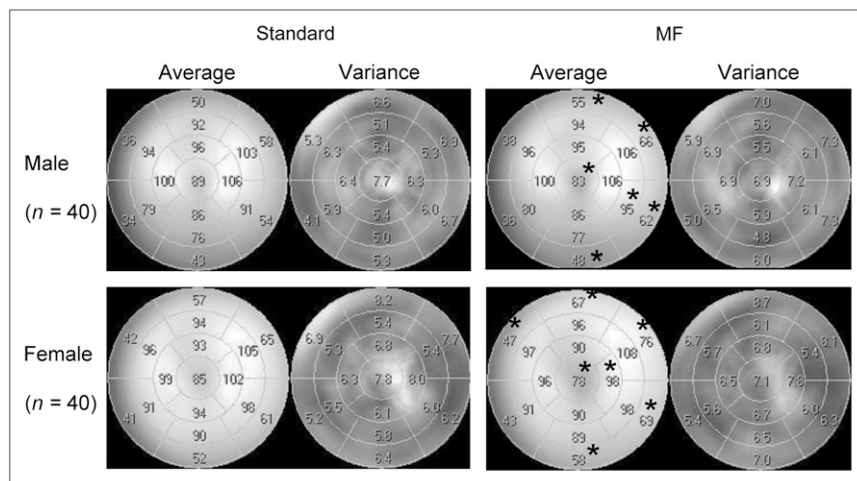 Standard MF
Average Variance Average Variance
Male
(n = 40)
50
92
96
36 94 103 58
100 89 106
34 79 91 54
86
76
43
6.6
5.1
5.4
5.3 6.3 5.3 6.9
6.4 7.7 6.3
4.1 5.9 6.0 6.7
5.4
5.0
5.3
55 *
94
95
38 96 106 66 *
100 83 * 106
36 80 95 * 62 *
86
77
48 *
7.0
5.6
5.5
5.9 6.5 6.1 7.3
6.9 6.9 7.2
5.0 6.5 6.1 7.3
5.9
4.8
6.0
Female
(n = 40)
57
94
93
42 96 105 65
99 85 102
41 91 98 61
94
90
52
8.2
5.4
6.8
6.9 5.3 5.4 7.7
6.3 7.8 8.0
5.2 5.5 6.0 6.2
6.1
5.8
6.4
67 *
96
90
47 * 97 108 76 *
96 78 * 98 *
43 91 98 69 *
90
89
58 *
8.7
6.1
6.8
6.7 5.7 5.4 8.1
6.5 7.1 7.8
5.4 5.6 6.0 6.3
6.7
6.5
7.0